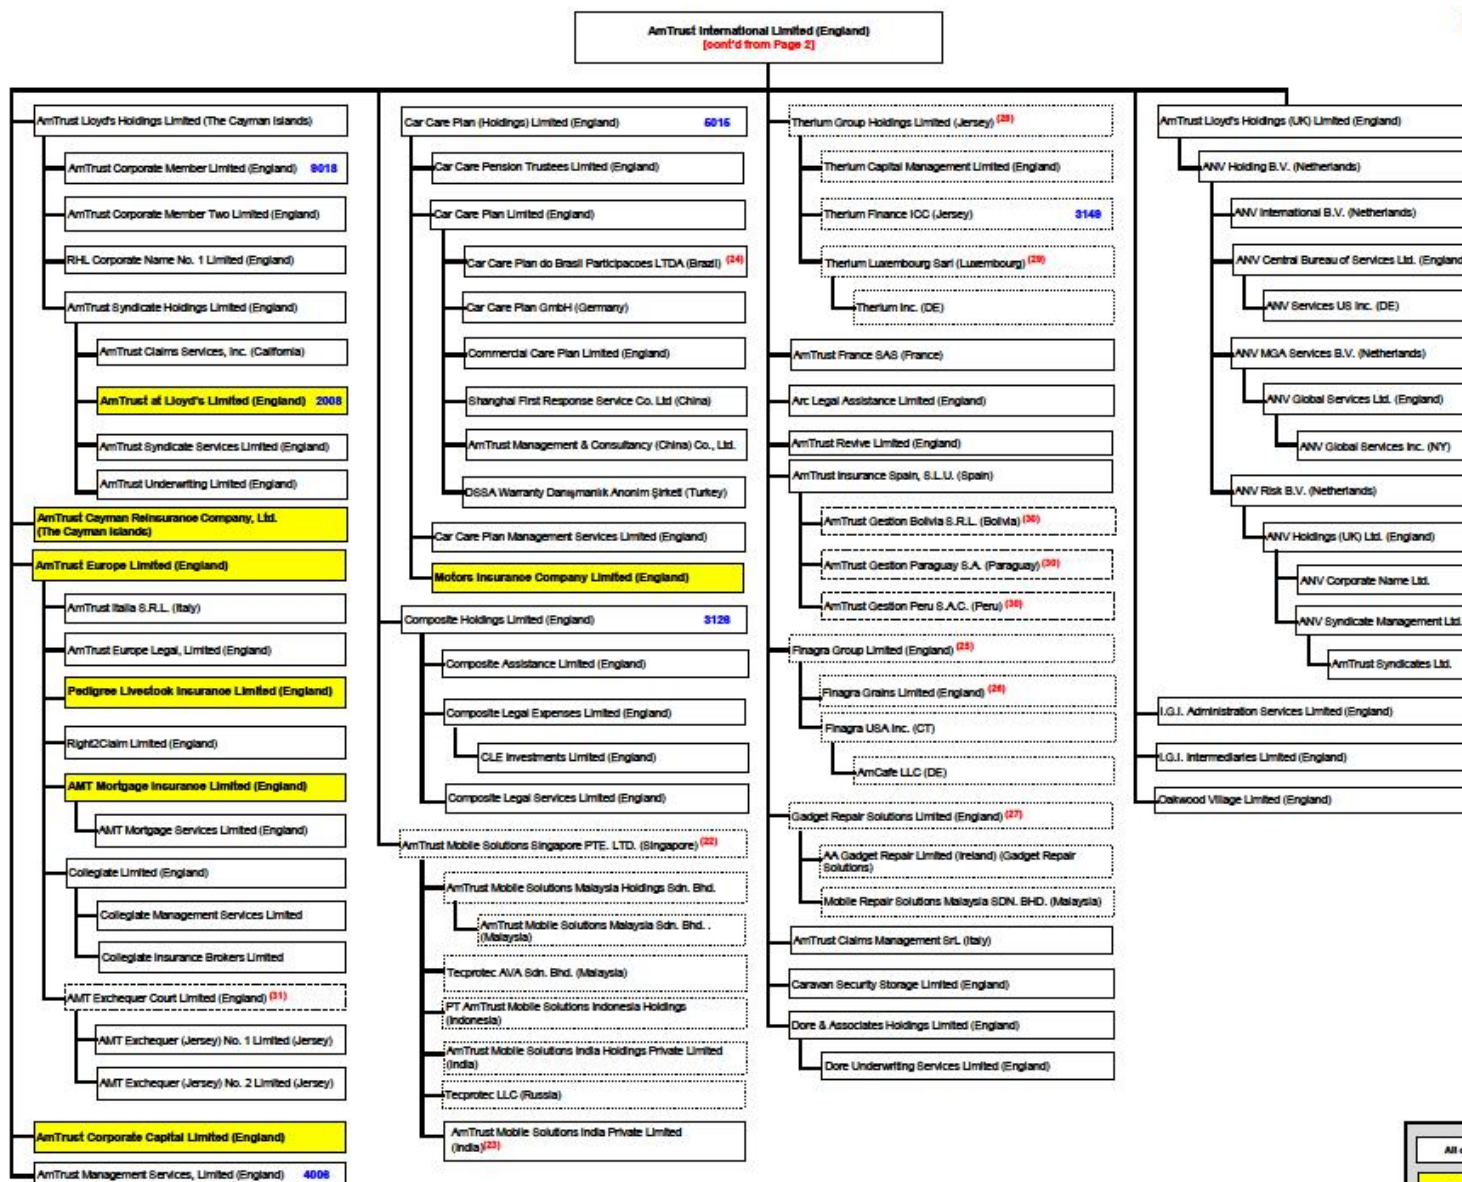 AmTrust International Limited (England)
[cont'd from Page 2]
AmTrust Lloyd's Holdings Limited (The Cayman Islands)
AmTrust Corporate Member Limited (England) 9018
AmTrust Corporate Member Two Limited (England)
RHL Corporate Name No. 1 Limited (England)
AmTrust Syndicate Holdings Limited (England)
AmTrust Claims Services, Inc. (California)
AmTrust at Lloyd's Limited (England) 2008
AmTrust Syndicate Services Limited (England)
AmTrust Underwriting Limited (England)
AmTrust Cayman Reinsurance Company, Ltd.
(The Cayman Islands)
AmTrust Europe Limited (England)
AmTrust Italia S.R.L. (Italy)
AmTrust Europe Legal, Limited (England)
Pedigree Livestock Insurance Limited (England)
Right2Claim Limited (England)
AMT Mortgage Insurance Limited (England)
AMT Mortgage Services Limited (England)
Collegiate Limited (England)
Collegiate Management Services Limited
Collegiate Insurance Brokers Limited
AMT Exchequer Court Limited (England) (31)
AMT Exchequer (Jersey) No. 1 Limited (Jersey)
AMT Exchequer (Jersey) No. 2 Limited (Jersey)
AmTrust Corporate Capital Limited (England)
AmTrust Management Services, Limited (England) 4006
Car Care Plan (Holdings) Limited (England) 5015
Car Care Pension Trustees Limited (England)
Car Care Plan Limited (England)
Car Care Plan do Brasil Participacoes LTDA (Brazil) (24)
Car Care Plan GmbH (Germany)
Commercial Care Plan Limited (England)
Shanghai First Response Service Co. Ltd (China)
AmTrust Management & Consultancy (China) Co., Ltd.
OSSA Warranty Danışmanlık Anonim Şirketi (Turkey)
Car Care Plan Management Services Limited (England)
Motors Insurance Company Limited (England)
Composite Holdings Limited (England) 3126
Composite Assistance Limited (England)
Composite Legal Expenses Limited (England)
CLE Investments Limited (England)
Composite Legal Services Limited (England)
AmTrust Mobile Solutions Singapore PTE. LTD. (Singapore) (22)
AmTrust Mobile Solutions Malaysia Holdings Sdn. Bhd.
AmTrust Mobile Solutions Malaysia Sdn. Bhd. .
(Malaysia)
Tecprotec AVA Sdn. Bhd. (Malaysia)
PT AmTrust Mobile Solutions Indonesia Holdings
(Indonesia)
AmTrust Mobile Solutions India Holdings Private Limited
(India)
Tecprotec LLC (Russia)
AmTrust Mobile Solutions India Private Limited
(India)(23)
Therium Group Holdings Limited (Jersey) (28)
Therium Capital Management Limited (England)
Therium Finance ICC (Jersey) 3149
Therium Luxembourg Sarl (Luxembourg) (29)
Therium Inc. (DE)
AmTrust France SAS (France)
Arc Legal Assistance Limited (England)
AmTrust Revive Limited (England)
AmTrust Insurance Spain, S.L.U. (Spain)
AmTrust Gestion Bolivia S.R.L. (Bolivia) (30)
AmTrust Gestion Paraguay S.A. (Paraguay) (30)
AmTrust Gestion Peru S.A.C. (Peru) (30)
Finagra Group Limited (England) (25)
Finagra Grains Limited (England) (26)
Finagra USA Inc. (CT)
AmCafe LLC (DE)
Gadget Repair Solutions Limited (England) (27)
AA Gadget Repair Limited (Ireland) (Gadget Repair
Solutions)
Mobile Repair Solutions Malaysia SDN. BHD. (Malaysia)
AmTrust Claims Management SrL (Italy)
Caravan Security Storage Limited (England)
Dore & Associates Holdings Limited (England)
Dore Underwriting Services Limited (England)
AmTrust Lloyd's Holdings (UK) Limited (England)
ANV Holding B.V. (Netherlands)
ANV International B.V. (Netherlands)
ANV Central Bureau of Services Ltd. (England
ANV Services US Inc. (DE)
ANV MGA Services B.V. (Netherlands)
ANV Global Services Ltd. (England)
ANV Global Services Inc. (NY)
ANV Risk B.V. (Netherlands)
ANV Holdings (UK) Ltd. (England)
ANV Corporate Name Ltd.
ANV Syndicate Management Ltd.
AmTrust Syndicates Ltd.
I.G.I. Administration Services Limited (England)
I.G.I. Intermediaries Limited (England)
Oakwood Village Limited (England)
All